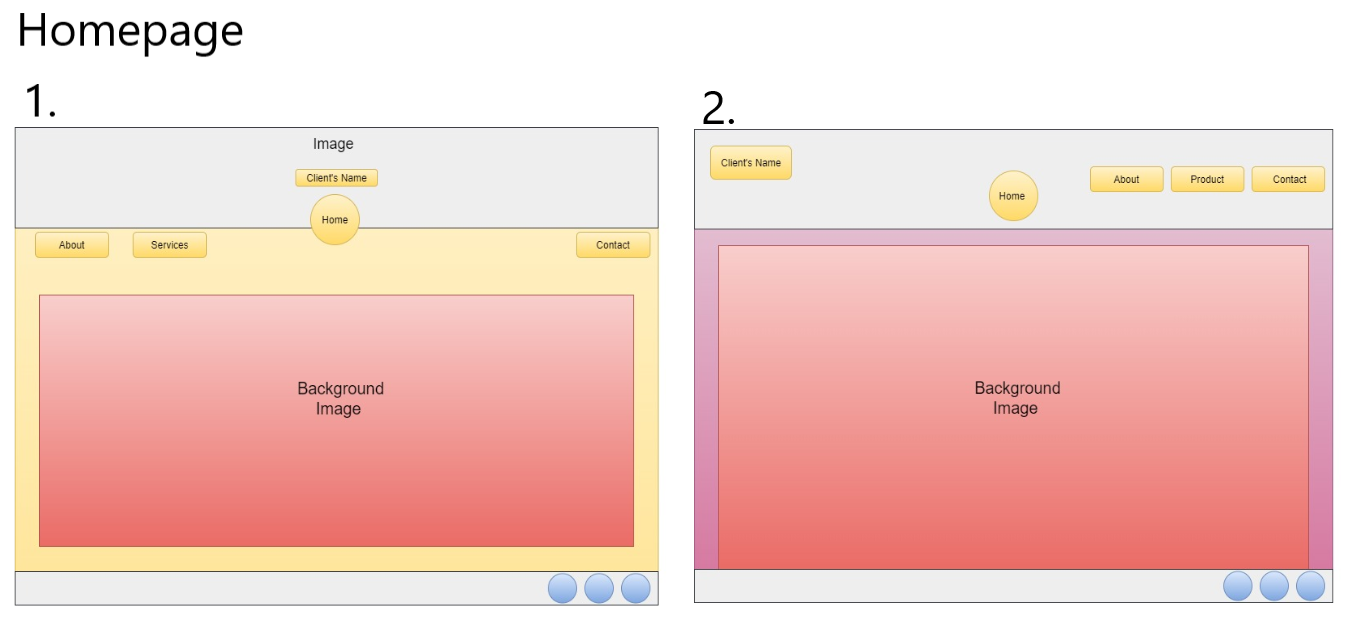 Homepage
1.
Image
Client's Name
Home
About
Services
Contact
Background
Image
2.
Client's Name
Home
About
Product
Contact
Background
Image